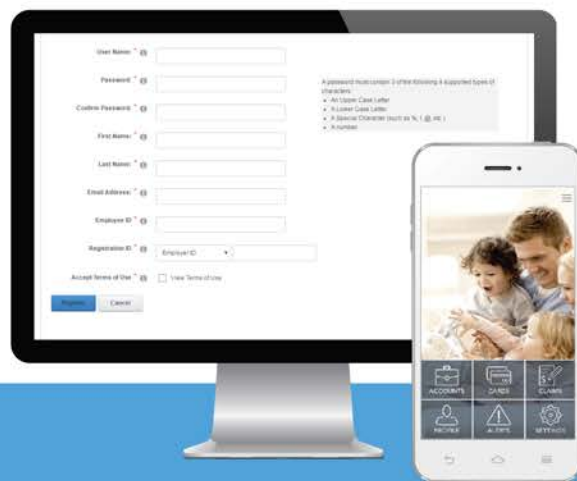 User Name: *
Password: *
Confirm Password: *
First Name: *
Last Name: *
Email Address: *
Employee ID *
Registration ID *
Employer ID
Accept Terms of Use *
View Terms of Use
Register
Cancel
A password must contain 3 of the following 4 supported types of
characters
• An Upper Case Letter
• A Lower Case Letter
• A Special Character (such as %, !, @, etc.)
• A number
ACCOUNTS
CARDS
CLAIMS
PROFILE
ALERTS
SETTINGS